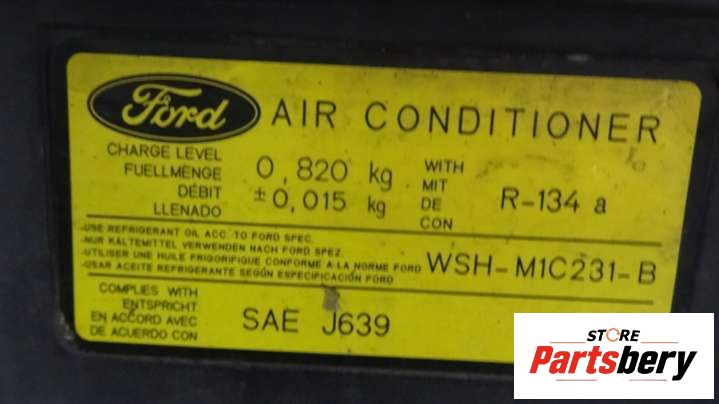 Ford AIR CONDITIONER
CHARGE LEVEL
FUELLMENGE
DÉBIT
LLENADO
0,820 kg
±0,015 kg
WITH
MIT
DE
CON
R-134 a
-USE REFRIGERANT OIL ACC. TO FORD SPEC.
-NUR KÄLTEMITTEL VERWENDEN NACH FORD SPEZ.
-UTILISER UNE HUILE FRIGORIFIQUE CONFORME A LA NORME FORD
-USAR ACEITE REFRIGERANTE SEGÚN ESPECIFICACIÓN FORD
WSH-M1C231-B
COMPLIES WITH
ENTSPRICHT
EN ACCORD AVEC
DE ACUERDO CON
SAE J639
STORE
Partsbery